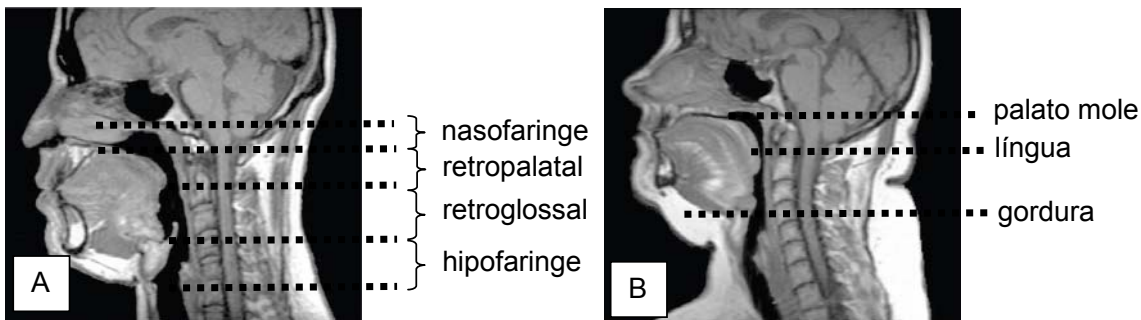 nasofaringe
retropalatal
retroglossal
hipofaringe
A
palato mole
língua
gordura
B